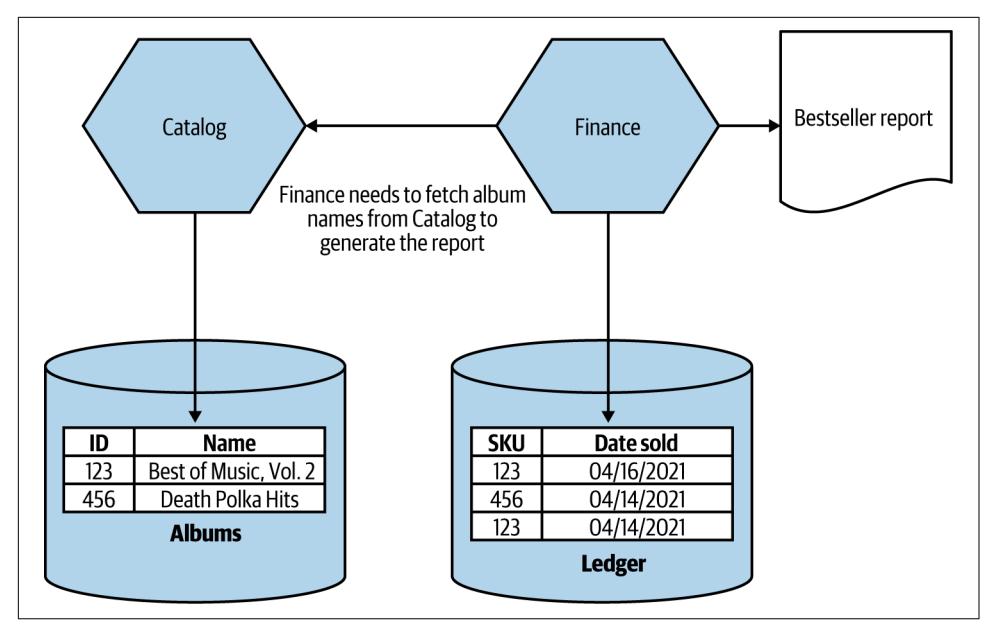 Catalog
Finance
Bestseller report
Finance needs to fetch album
names from Catalog to
generate the report
ID Name
123 Best of Music, Vol. 2
456 Death Polka Hits
Albums
SKU Date sold
123 04/16/2021
456 04/14/2021
123 04/14/2021
Ledger